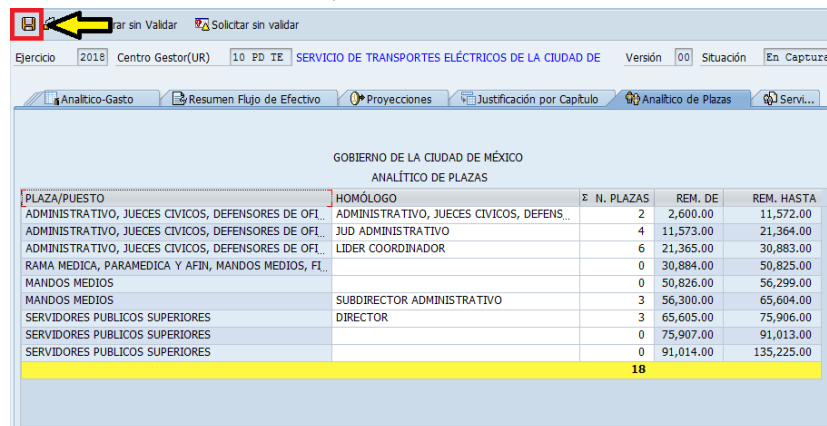 rar sin Validar Solicitar sin validar
Ejercicio 2018 Centro Gestor(UR) 10 PD TE SERVICIO DE TRANSPORTES ELÉCTRICOS DE LA CIUDAD DE Versión 00 Situación En Captura
Analitico-Gasto Resumen Flujo de Efectivo Proyecciones Justificación por Capítulo Analítico de Plazas Servi...
GOBIERNO DE LA CIUDAD DE MÉXICO
ANALÍTICO DE PLAZAS
PLAZA/PUESTO HOMÓLOGO Σ N. PLAZAS REM. DE REM. HASTA
ADMINISTRATIVO, JUECES CIVICOS, DEFENSORES DE OFI... ADMINISTRATIVO, JUECES CIVICOS, DEFENS... 2 2,600.00 11,572.00
ADMINISTRATIVO, JUECES CIVICOS, DEFENSORES DE OFI... JUD ADMINISTRATIVO 4 11,573.00 21,364.00
ADMINISTRATIVO, JUECES CIVICOS, DEFENSORES DE OFI... LIDER COORDINADOR 6 21,365.00 30,883.00
RAMA MEDICA, PARAMEDICA Y AFIN, MANDOS MEDIOS, FI... 0 30,884.00 50,825.00
MANDOS MEDIOS 0 50,826.00 56,299.00
MANDOS MEDIOS SUBDIRECTOR ADMINISTRATIVO 3 56,300.00 65,604.00
SERVIDORES PUBLICOS SUPERIORES DIRECTOR 3 65,605.00 75,906.00
SERVIDORES PUBLICOS SUPERIORES 0 75,907.00 91,013.00
SERVIDORES PUBLICOS SUPERIORES 0 91,014.00 135,225.00
18